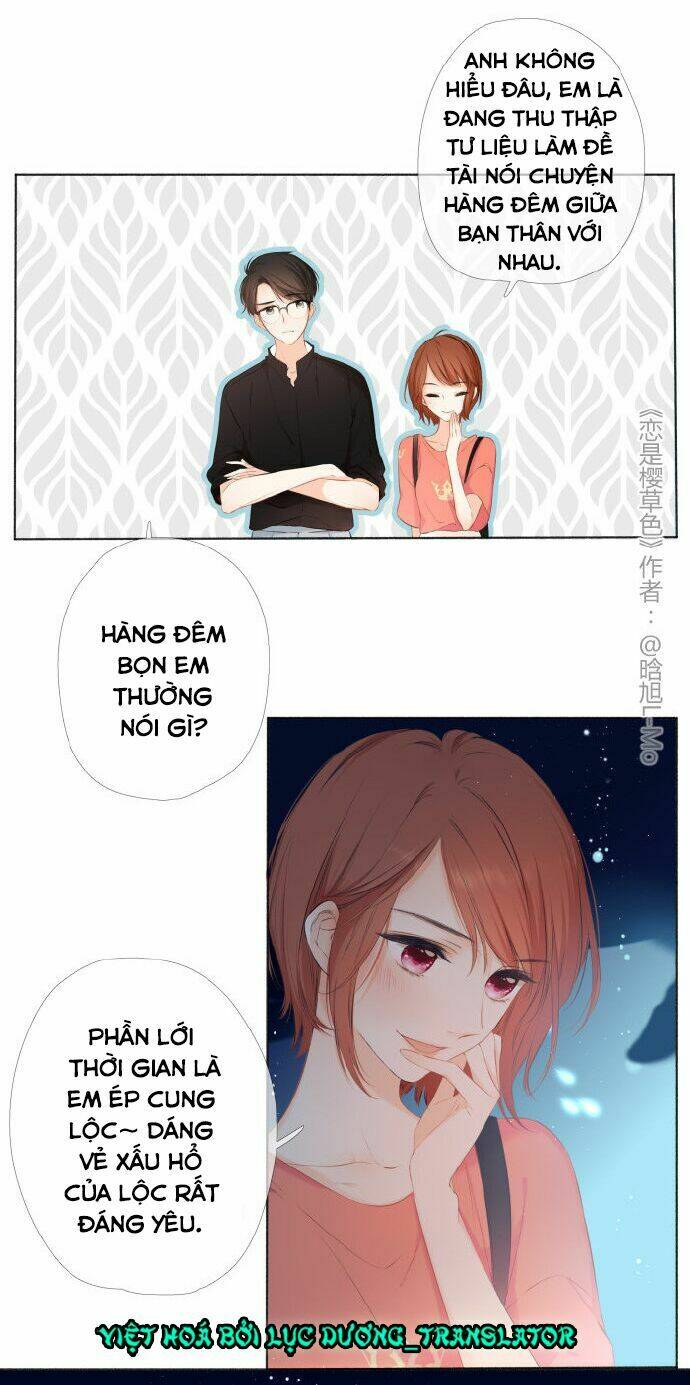 ANH KHÔNG
HIỂU ĐÂU, EM LÀ
ĐANG THU THẬP
TƯ LIỆU LÀM ĐỀ
TÀI NÓI CHUYỆN
HÀNG ĐÊM GIỮA
BẠN THÂN VỚI
NHAU.
《恋是樱草色》作者：@晗旭L-Mo
HÀNG ĐÊM
BỌN EM
THƯỜNG
NÓI GÌ?
PHẦN LỚI
THỜI GIAN LÀ
EM ÉP CUNG
LỘC~ DÁNG
VẺ XẤU HỔ
CỦA LỘC RẤT
ĐÁNG YÊU.
VIỆT HOÁ BỞI LỤC DƯƠNG_TRANSLATOR